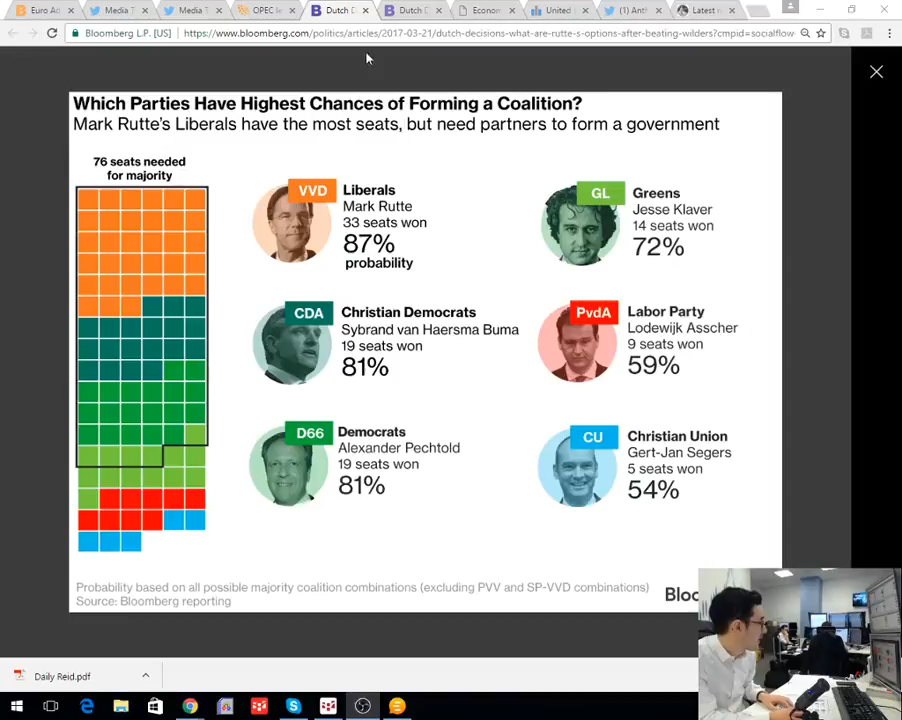 Euro A
Media T
Media T
OPEC le
Dutch D
Dutch D
Econom
United
(1) Ant
Latest n
Bloomberg L.P. [US]
https://www.bloomberg.com/politics/articles/2017-03-21/dutch-decisions-what-are-rutte-s-options-after-beating-wilders?cmpid=socialflow-
Which Parties Have Highest Chances of Forming a Coalition?
Mark Rutte's Liberals have the most seats, but need partners to form a government
76 seats needed
for majority
VVD
Liberals
Mark Rutte
33 seats won
87%
probability
GL
Greens
Jesse Klaver
14 seats won
72%
CDA
Christian Democrats
Sybrand van Haersma Buma
19 seats won
81%
PvdA
Labor Party
Lodewijk Asscher
9 seats won
59%
D66
Democrats
Alexander Pechtold
19 seats won
81%
CU
Christian Union
Gert-Jan Segers
5 seats won
54%
Probability based on all possible majority coalition combinations (excluding PVV and SP-VVD combinations)
Source: Bloomberg reporting
Bloo
Daily Reid.pdf